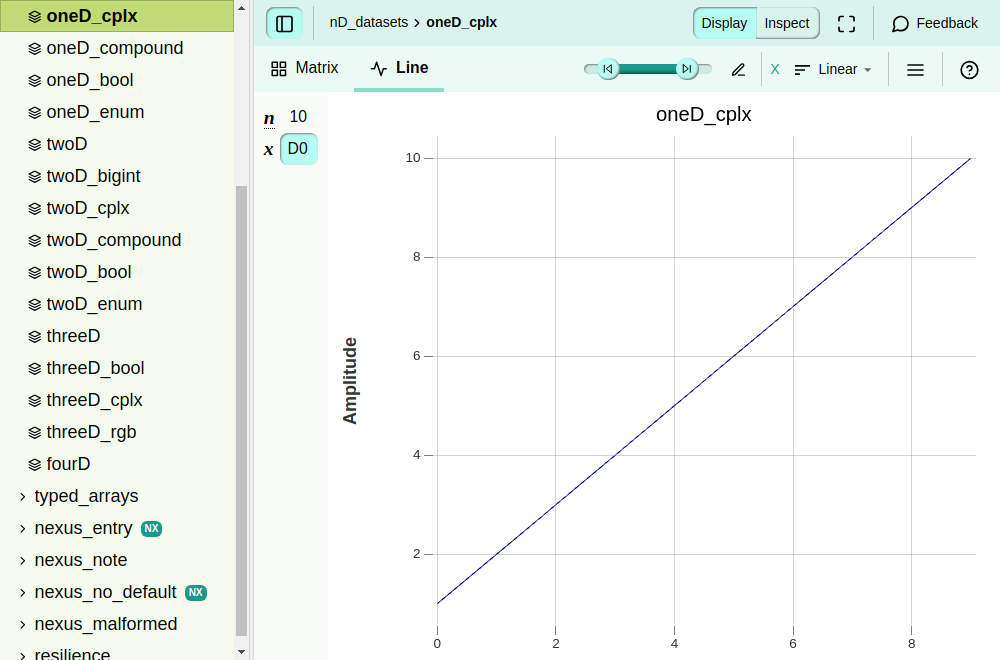 oneD_cplx
oneD_compound
oneD_bool
oneD_enum
twoD
twoD_bigint
twoD_cplx
twoD_compound
twoD_bool
twoD_enum
threeD
threeD_bool
threeD_cplx
threeD_rgb
fourD
typed_arrays
nexus_entry NX
nexus_note
nexus_no_default NX
nexus_malformed
resilience
nD_datasets › oneD_cplx
Display Inspect
Feedback
Matrix
Line
X Linear
n 10
x D0
oneD_cplx
Amplitude
10
8
6
4
2
0 2 4 6 8